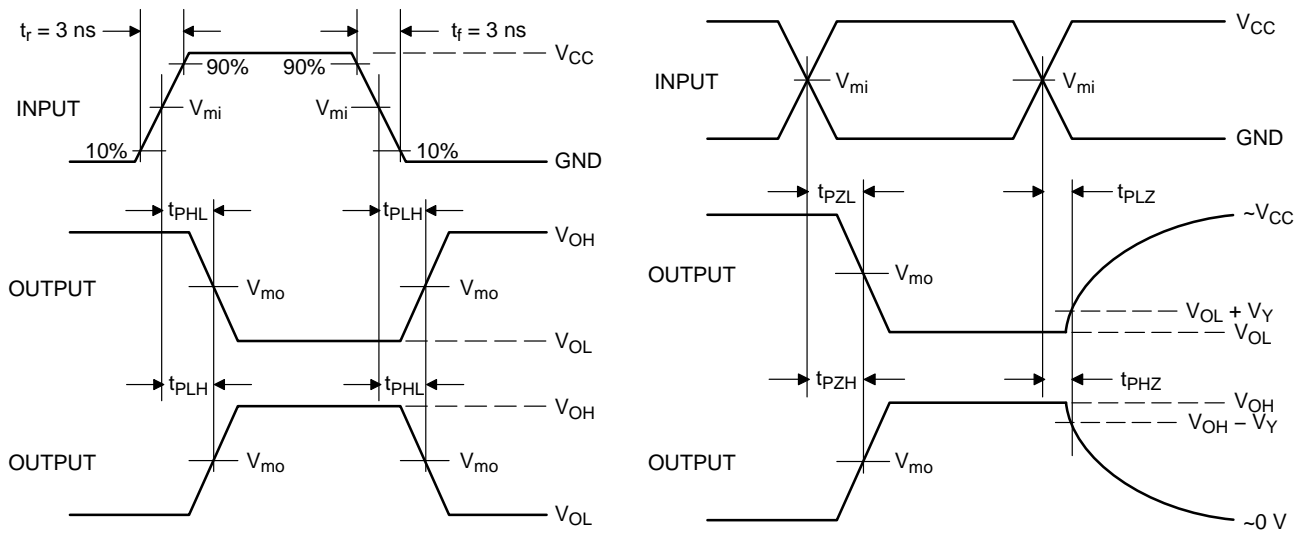 t_r = 3 ns
t_f = 3 ns
V_CC
90%
90%
INPUT
V_mi
V_mi
10%
10%
GND
t_PHL
t_PLH
V_OH
OUTPUT
V_mo
V_mo
V_OL
t_PLH
t_PHL
V_OH
OUTPUT
V_mo
V_mo
V_OL
V_CC
INPUT
V_mi
V_mi
GND
t_PZL
t_PLZ
~V_CC
OUTPUT
V_mo
V_OL + V_Y
V_OL
t_PZH
t_PHZ
V_OH
V_OH – V_Y
OUTPUT
V_mo
~0 V